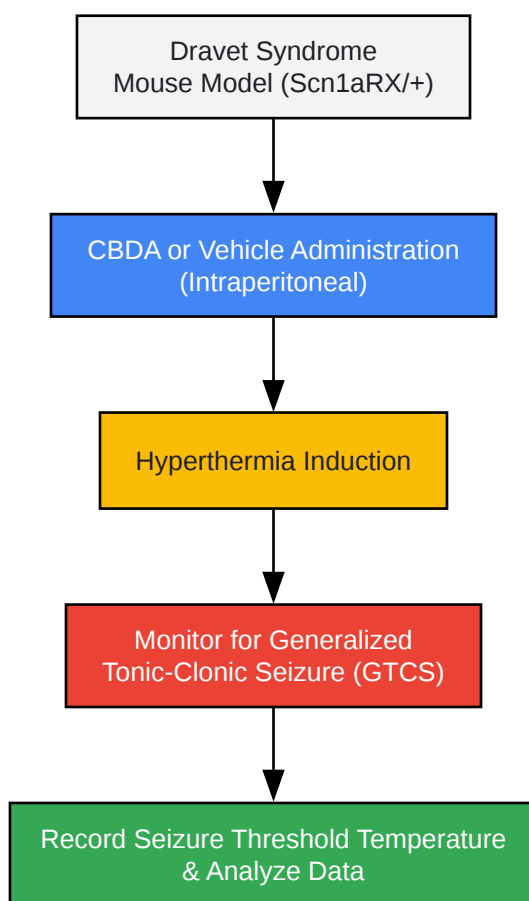 Dravet Syndrome
Mouse Model (Scn1aRX/+)
CBDA or Vehicle Administration
(Intraperitoneal)
Hyperthermia Induction
Monitor for Generalized
Tonic-Clonic Seizure (GTCS)
Record Seizure Threshold Temperature
& Analyze Data